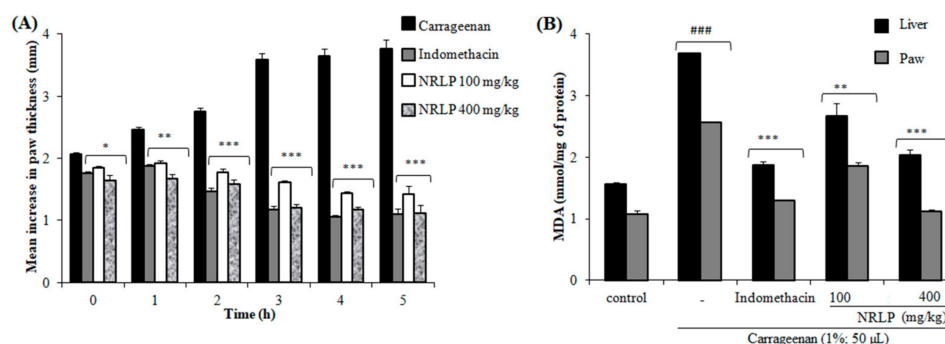 (A)
Mean increase in paw thickness (mm)
4
3
2
1
0
Carrageenan
Indomethacin
NRLP 100 mg/kg
NRLP 400 mg/kg
*
**
***
***
***
***
0 1 2 3 4 5
Time (h)
(B)
MDA (mmol/mg of protein)
4
3
2
1
0
Liver
Paw
###
***
**
***
control - Indomethacin 100 400
NRLP (mg/kg)
Carrageenan (1%; 50 µL)